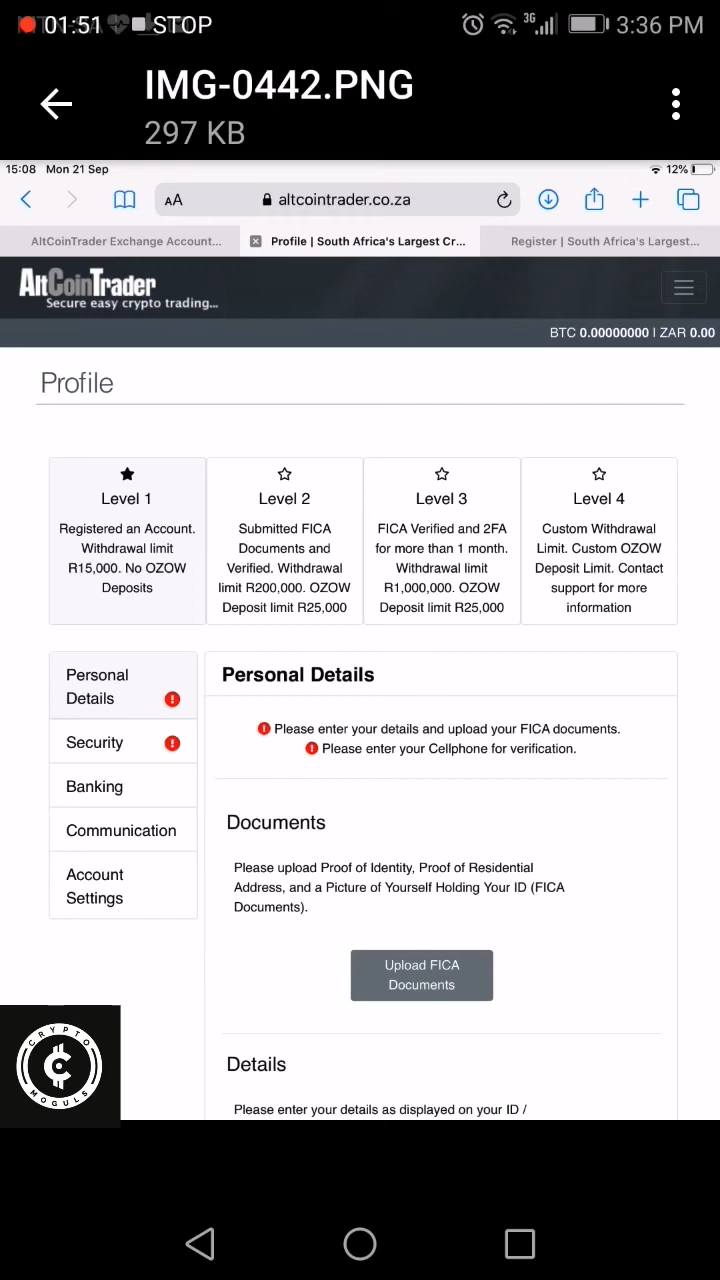 01:51 STOP 3G 3:36 PM
IMG-0442.PNG
297 KB
15:08 Mon 21 Sep 12%
AA altcointrader.co.za
AltCoinTrader Exchange Account... Profile | South Africa's Largest Cr... Register | South Africa's Largest...
AltCoinTrader
Secure easy crypto trading...
BTC 0.00000000 | ZAR 0.00
Profile
Level 1
Registered an Account.
Withdrawal limit
R15,000. No OZOW
Deposits
Level 2
Submitted FICA
Documents and
Verified. Withdrawal
limit R200,000. OZOW
Deposit limit R25,000
Level 3
FICA Verified and 2FA
for more than 1 month.
Withdrawal limit
R1,000,000. OZOW
Deposit limit R25,000
Level 4
Custom Withdrawal
Limit. Custom OZOW
Deposit Limit. Contact
support for more
information
Personal
Details
Security
Banking
Communication
Account
Settings
Personal Details
Please enter your details and upload your FICA documents.
Please enter your Cellphone for verification.
Documents
Please upload Proof of Identity, Proof of Residential
Address, and a Picture of Yourself Holding Your ID (FICA
Documents).
Upload FICA
Documents
Details
Please enter your details as displayed on your ID /
CRYPTO
MOGULS